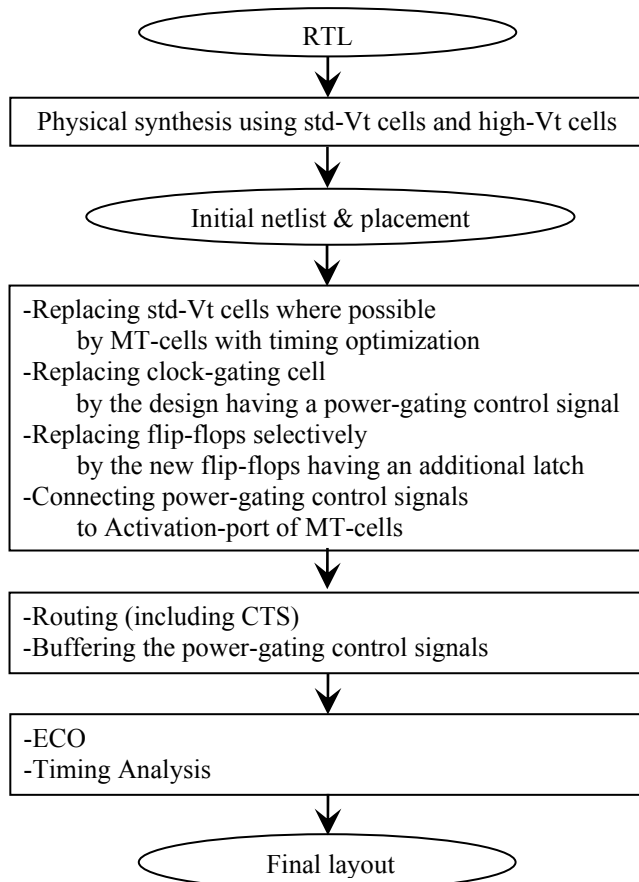 RTL
Physical synthesis using std-Vt cells and high-Vt cells
Initial netlist & placement
-Replacing std-Vt cells where possible
by MT-cells with timing optimization
-Replacing clock-gating cell
by the design having a power-gating control signal
-Replacing flip-flops selectively
by the new flip-flops having an additional latch
-Connecting power-gating control signals
to Activation-port of MT-cells
-Routing (including CTS)
-Buffering the power-gating control signals
-ECO
-Timing Analysis
Final layout